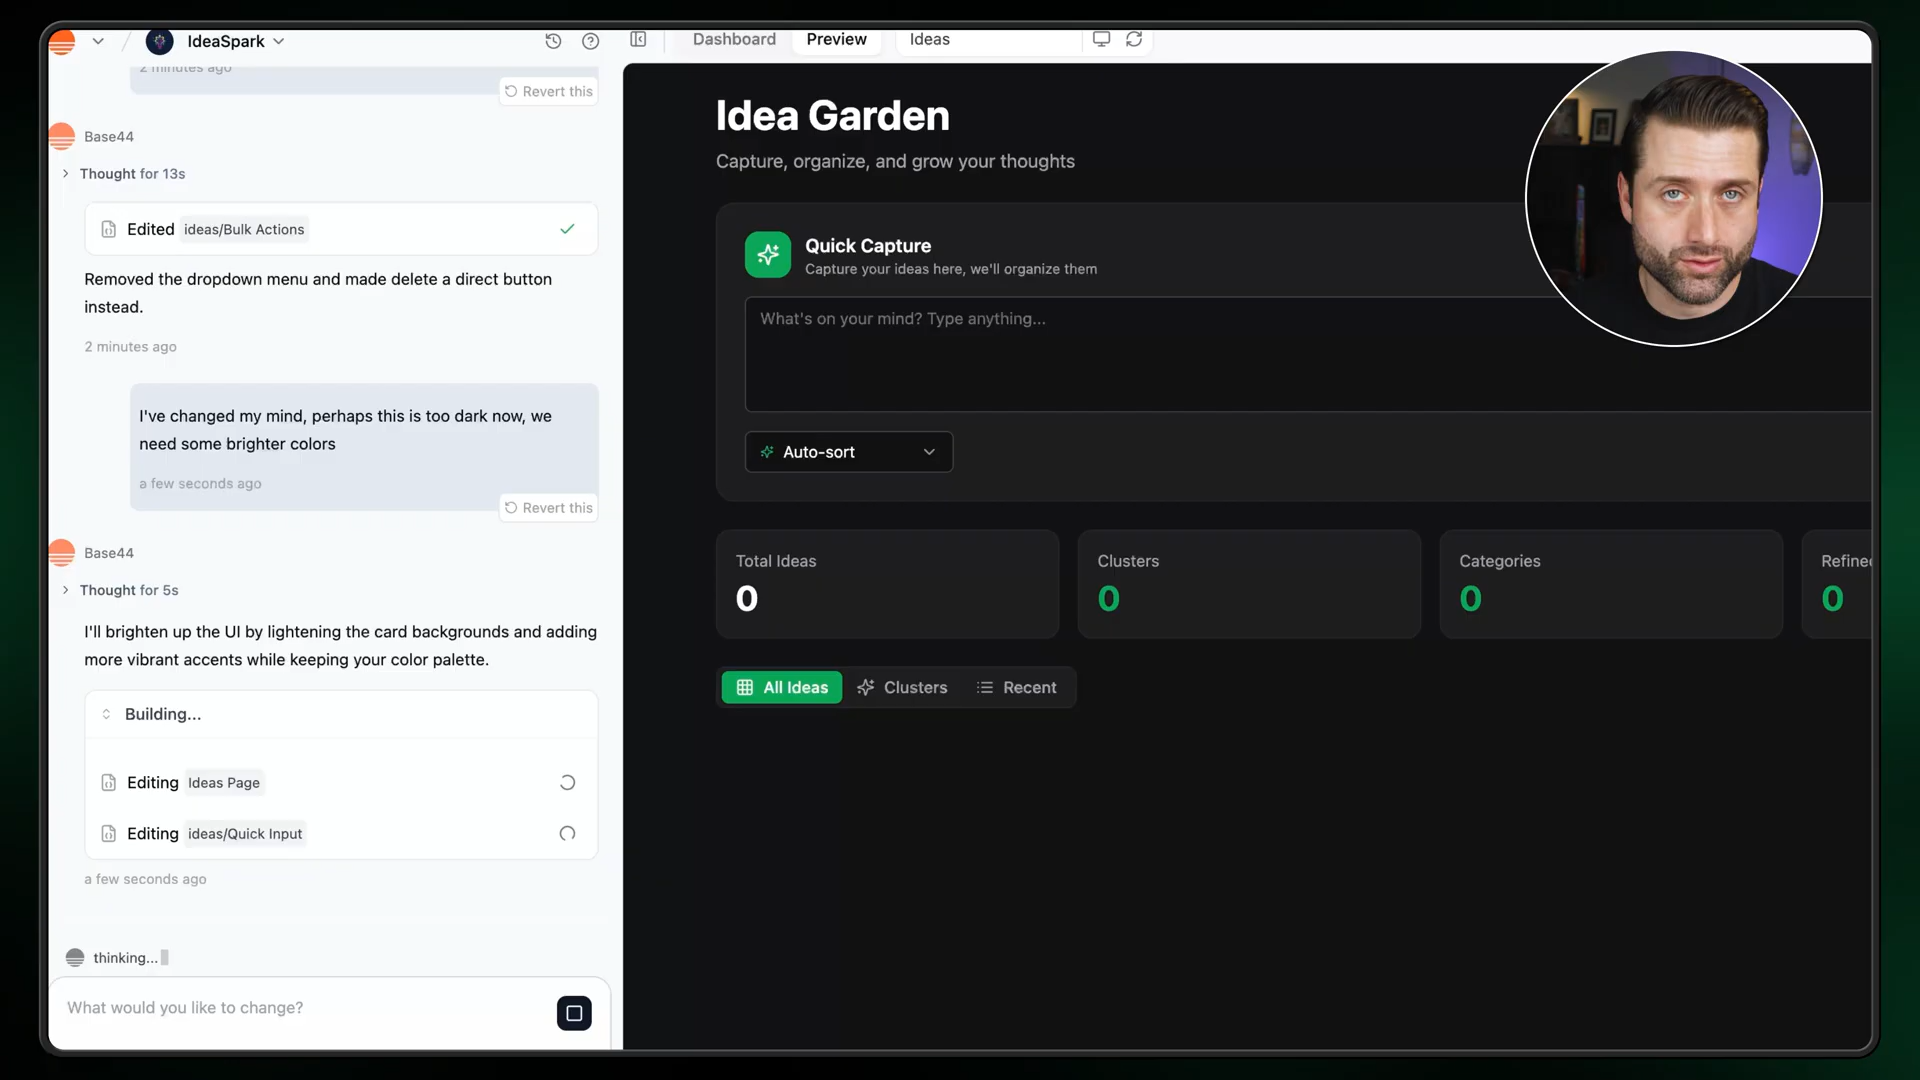 IdeaSpark
Dashboard
Preview
Ideas
2 minutes ago
Revert this
Base44
Thought for 13s
Edited ideas/Bulk Actions
Removed the dropdown menu and made delete a direct button
instead.
2 minutes ago
I've changed my mind, perhaps this is too dark now, we
need some brighter colors
a few seconds ago
Revert this
Base44
Thought for 5s
I'll brighten up the UI by lightening the card backgrounds and adding
more vibrant accents while keeping your color palette.
Building...
Editing Ideas Page
Editing ideas/Quick Input
a few seconds ago
thinking...
What would you like to change?
Idea Garden
Capture, organize, and grow your thoughts
Quick Capture
Capture your ideas here, we'll organize them
What's on your mind? Type anything...
Auto-sort
Total Ideas
0
Clusters
0
Categories
0
Refined
0
All Ideas
Clusters
Recent